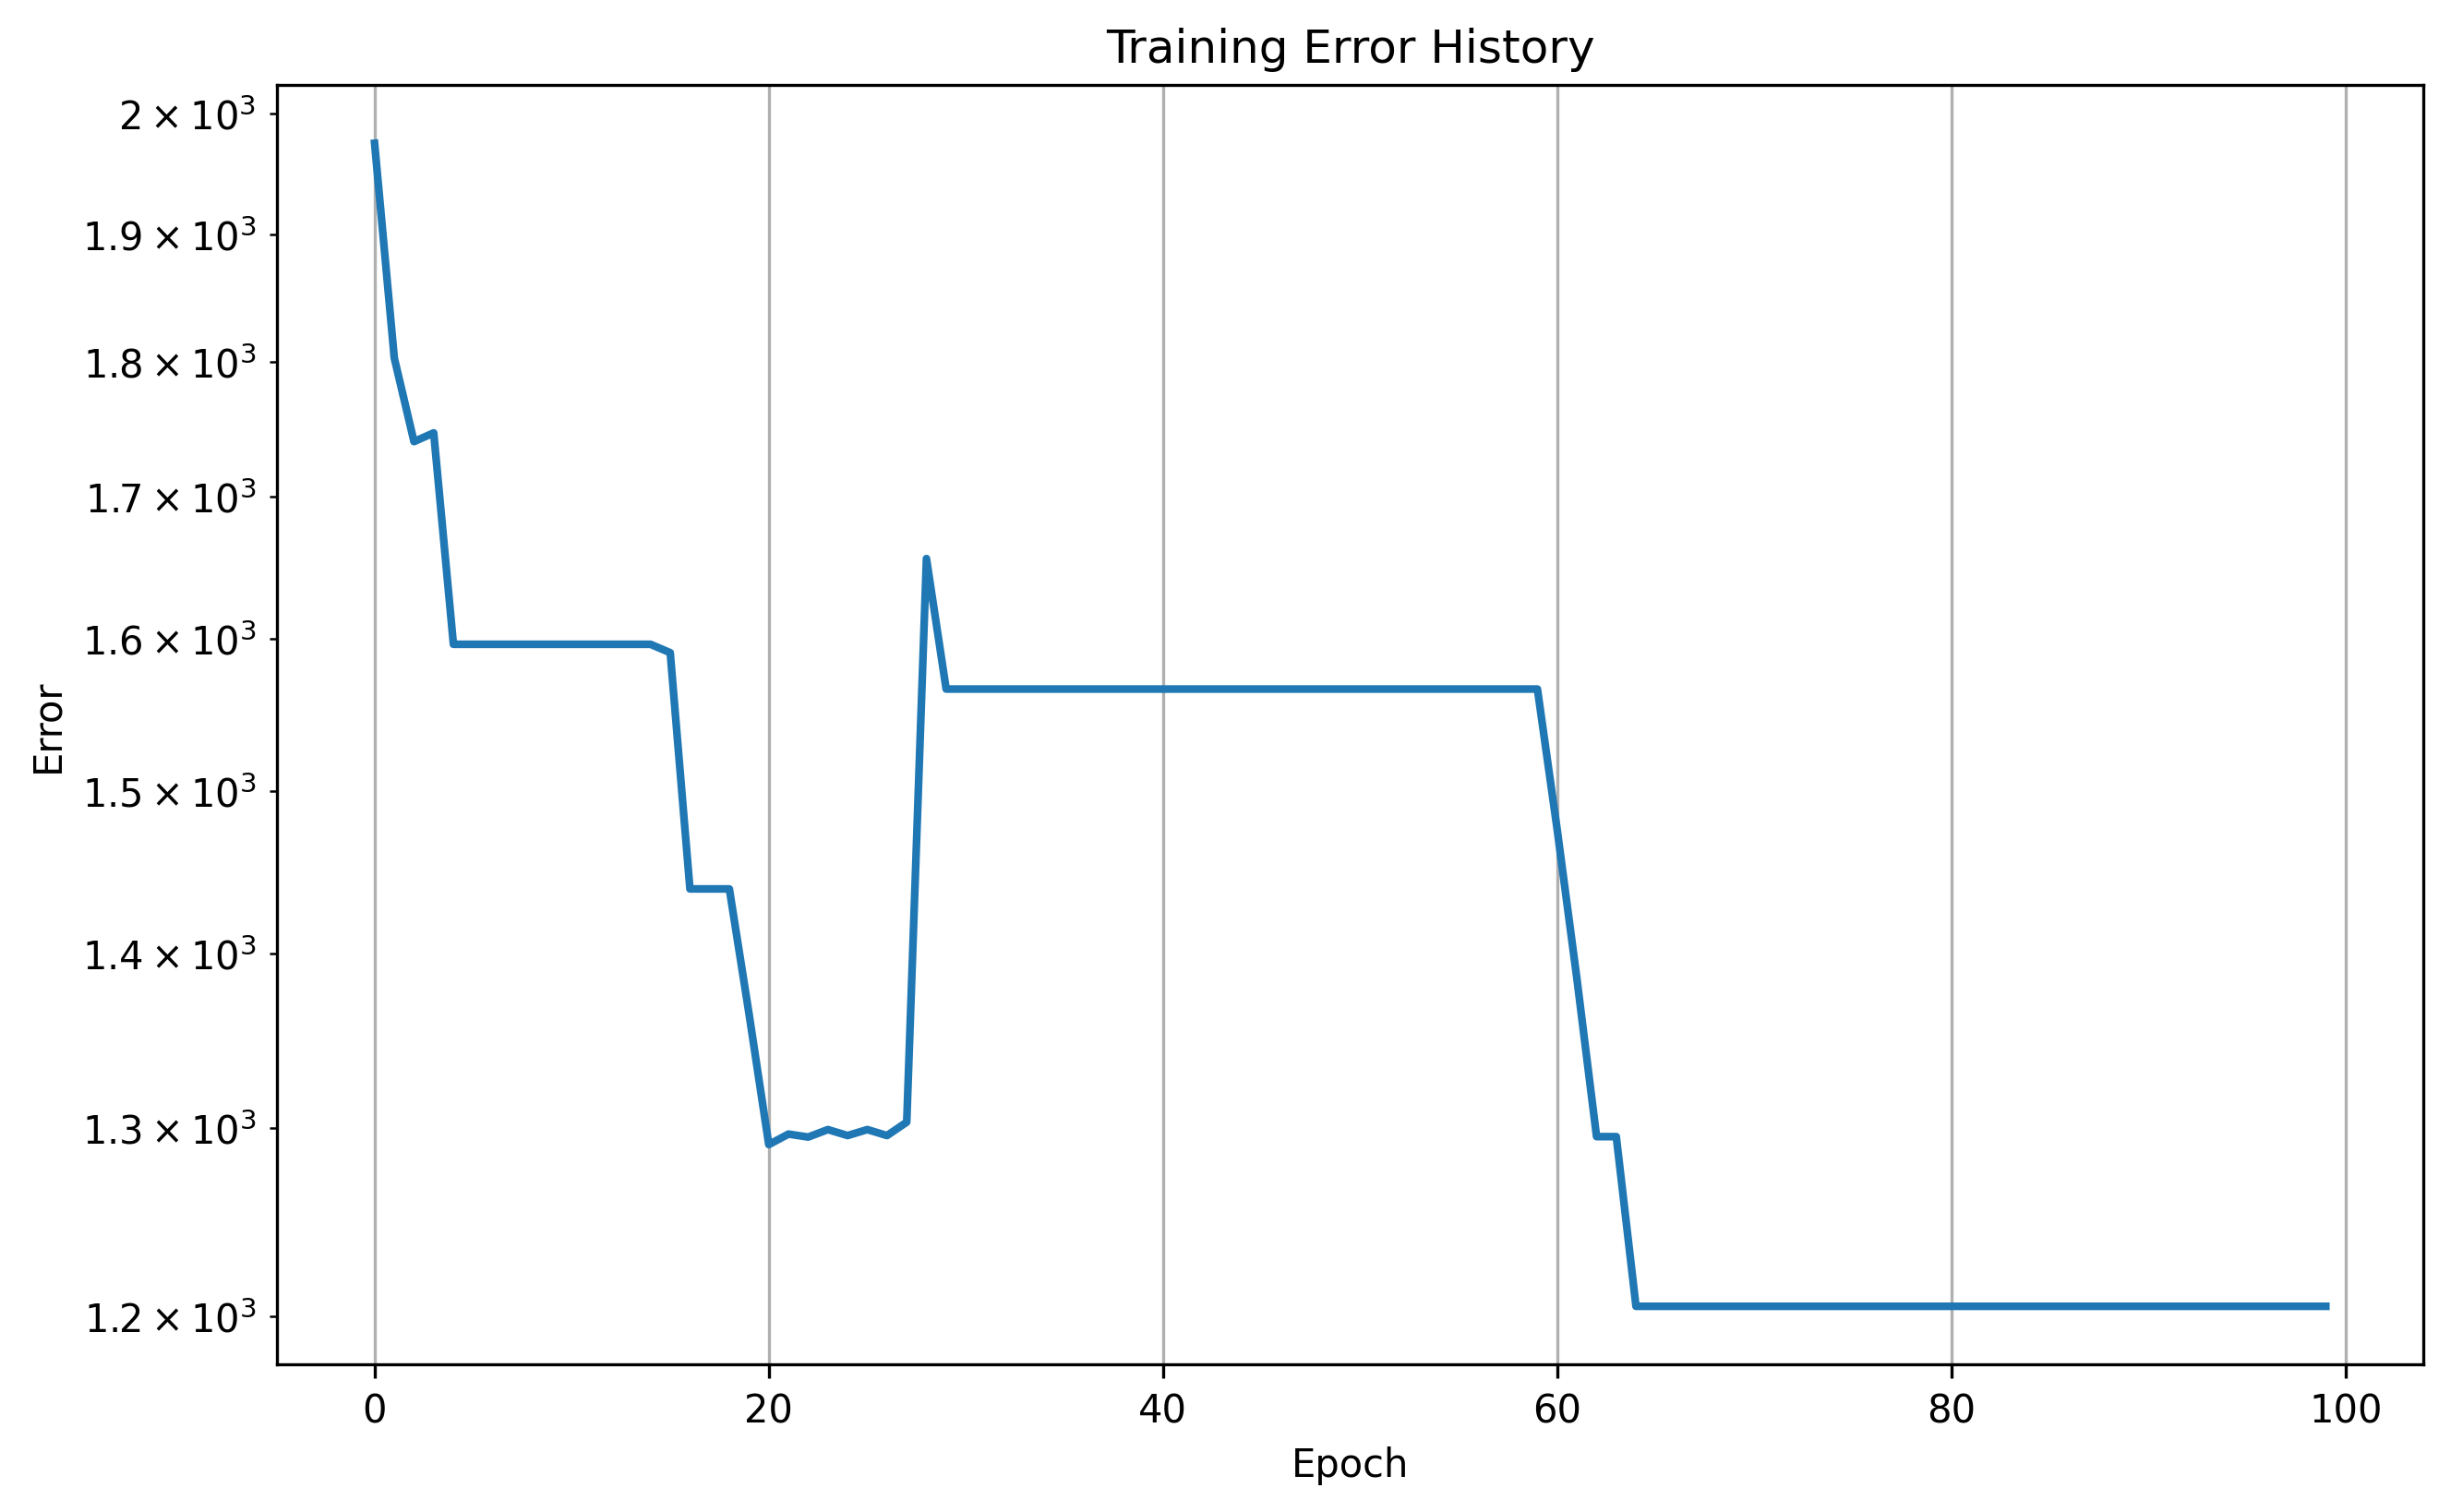 Training Error History
2 × 10³
1.9 × 10³
1.8 × 10³
1.7 × 10³
1.6 × 10³
1.5 × 10³
1.4 × 10³
1.3 × 10³
1.2 × 10³
Error
0 20 40 60 80 100
Epoch